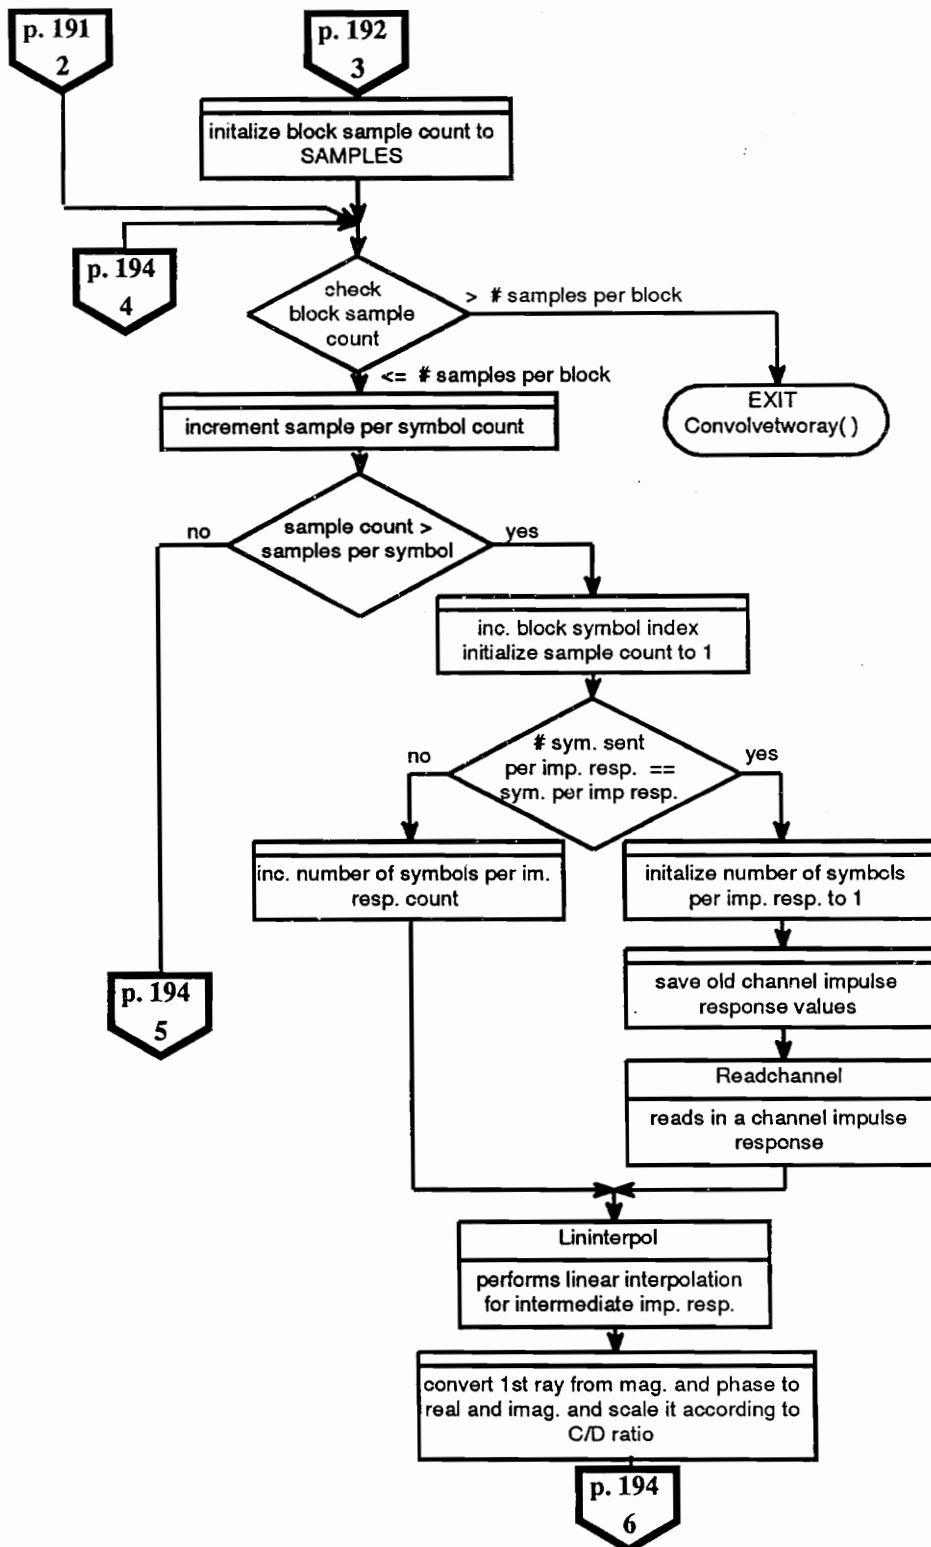 p. 191
2
p. 192
3
initalize block sample count to
SAMPLES
p. 194
4
check
block sample
count
> # samples per block
<= # samples per block
EXIT
Convolvetworay( )
increment sample per symbol count
no
sample count >
samples per symbol
yes
inc. block symbol index
initialize sample count to 1
no
# sym. sent
per imp. resp. ==
sym. per imp resp.
yes
inc. number of symbols per im.
resp. count
initalize number of symbols
per imp. resp. to 1
save old channel impulse
response values
p. 194
5
Readchannel
reads in a channel impulse
response
Lininterpol
performs linear interpolation
for intermediate imp. resp.
convert 1st ray from mag. and phase to
real and imag. and scale it according to
C/D ratio
p. 194
6